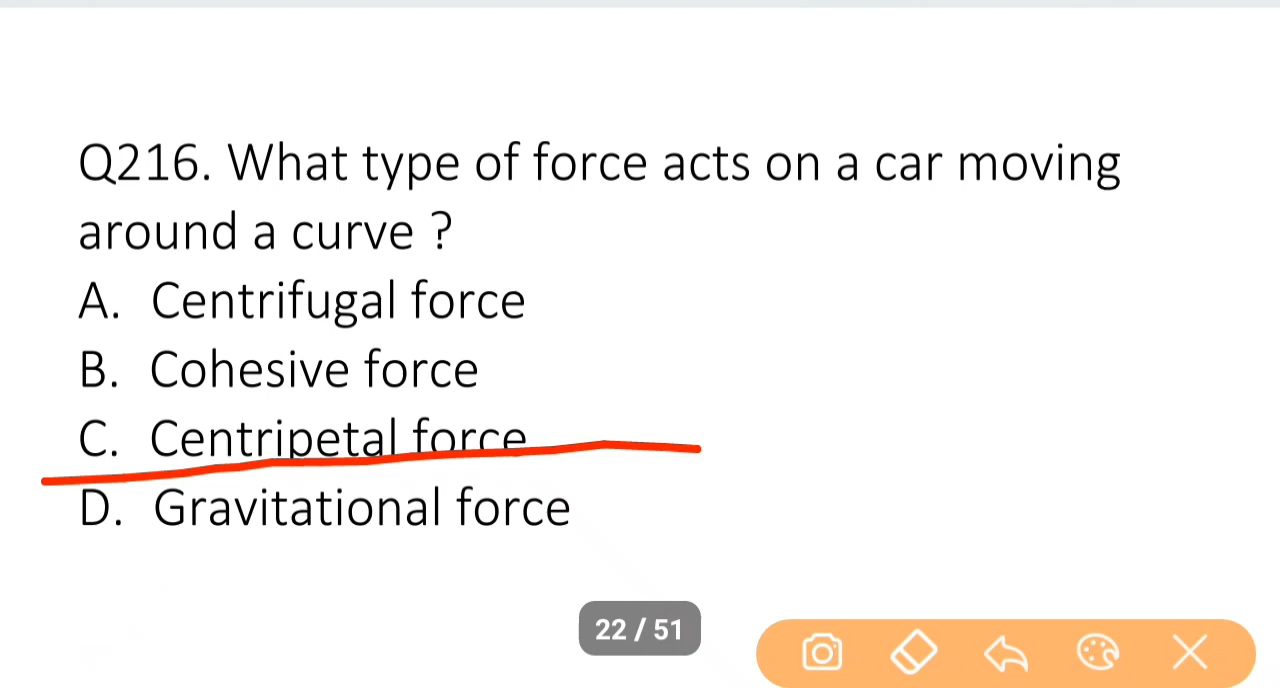 Q216. What type of force acts on a car moving
around a curve ?
A. Centrifugal force
B. Cohesive force
C. Centripetal force
D. Gravitational force
22 / 51